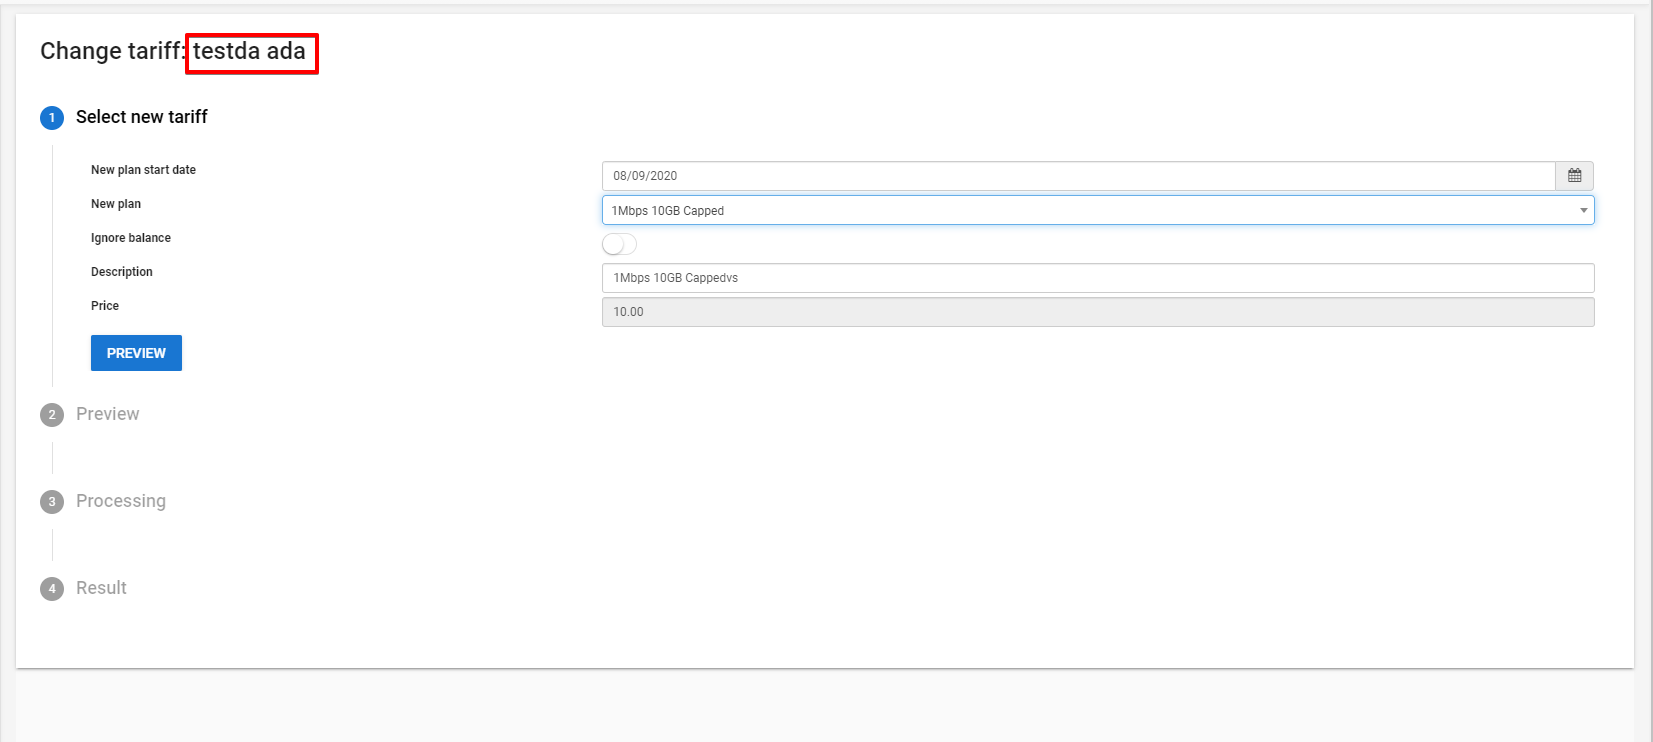 Change tariff: testda ada
1 Select new tariff
New plan start date 08/09/2020
New plan 1Mbps 10GB Capped
Ignore balance
Description 1Mbps 10GB Cappedvs
Price 10.00
PREVIEW
2 Preview
3 Processing
4 Result